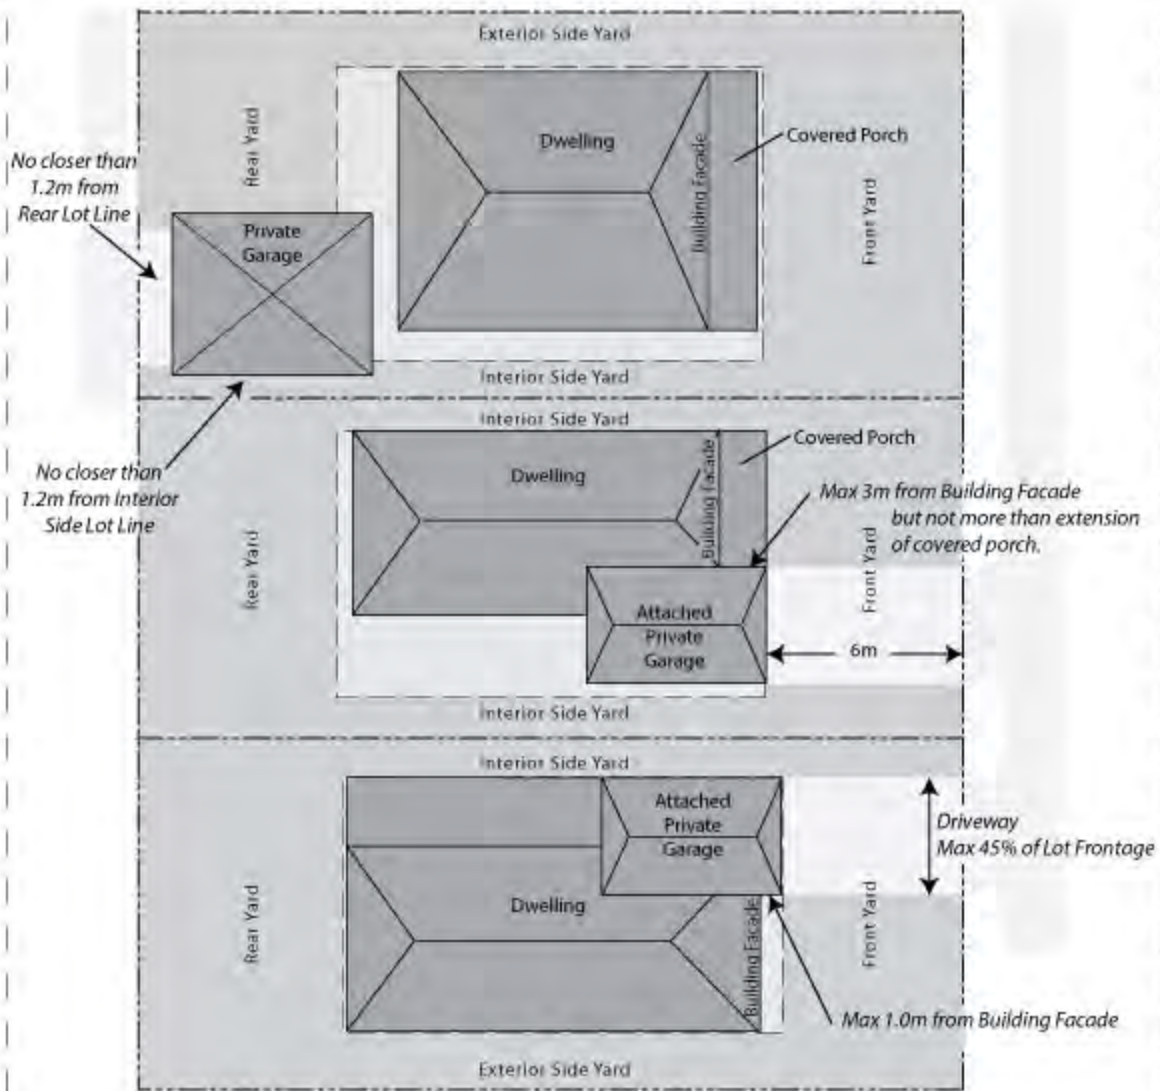 Exterior Side Yard
Rear Yard
Dwelling
Building Facade
Covered Porch
Front Yard
No closer than
1.2m from
Rear Lot Line
Private
Garage
Interior Side Yard
No closer than
1.2m from Interior
Side Lot Line
Interior Side Yard
Dwelling
Building Facade
Covered Porch
Max 3m from Building Facade
but not more than extension
of covered porch.
Rear Yard
Front Yard
Attached
Private
Garage
6m
Interior Side Yard
Interior Side Yard
Attached
Private
Garage
Driveway
Max 45% of Lot Frontage
Rear Yard
Dwelling
Building Facade
Front Yard
Max 1.0m from Building Facade
Exterior Side Yard